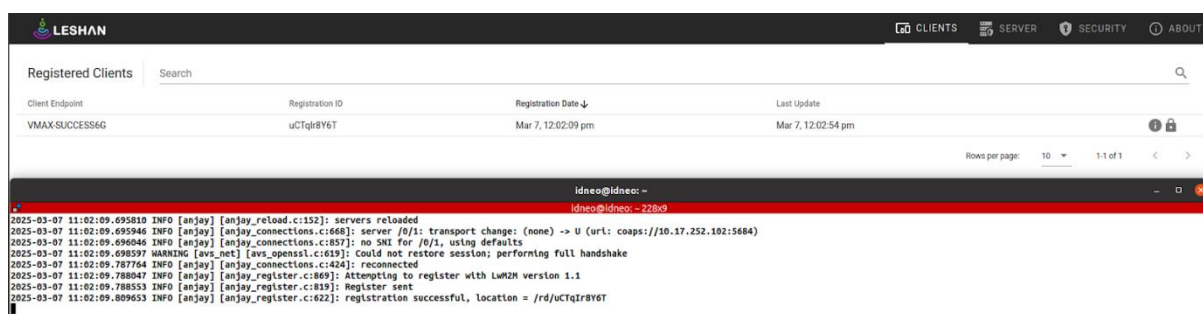 LESHAN CLIENTS SERVER SECURITY ABOUT
Registered Clients Search
Client Endpoint Registration ID Registration Date Last Update
VMAX-SUCCESS6G uCTqIr8Y6T Mar 7, 12:02:09 pm Mar 7, 12:02:54 pm
Rows per page: 10 1-1 of 1
idneo@idneo: ~
idneo@idneo: ~ 228x9
2025-03-07 11:02:09.695810 INFO [anjay] [anjay_reload.c:152]: servers reloaded
2025-03-07 11:02:09.695946 INFO [anjay] [anjay_connections.c:668]: server /0/1: transport change: (none) -> U (uri: coaps://10.17.252.102:5684)
2025-03-07 11:02:09.696046 INFO [anjay] [anjay_connections.c:857]: no SNI for /0/1, using defaults
2025-03-07 11:02:09.698597 WARNING [avs_net] [avs_openssl.c:619]: Could not restore session; performing full handshake
2025-03-07 11:02:09.787764 INFO [anjay] [anjay_connections.c:424]: reconnected
2025-03-07 11:02:09.788047 INFO [anjay] [anjay_register.c:869]: Attempting to register with LwM2M version 1.1
2025-03-07 11:02:09.788553 INFO [anjay] [anjay_register.c:819]: Register sent
2025-03-07 11:02:09.809653 INFO [anjay] [anjay_register.c:622]: registration successful, location = /rd/uCTqIr8Y6T